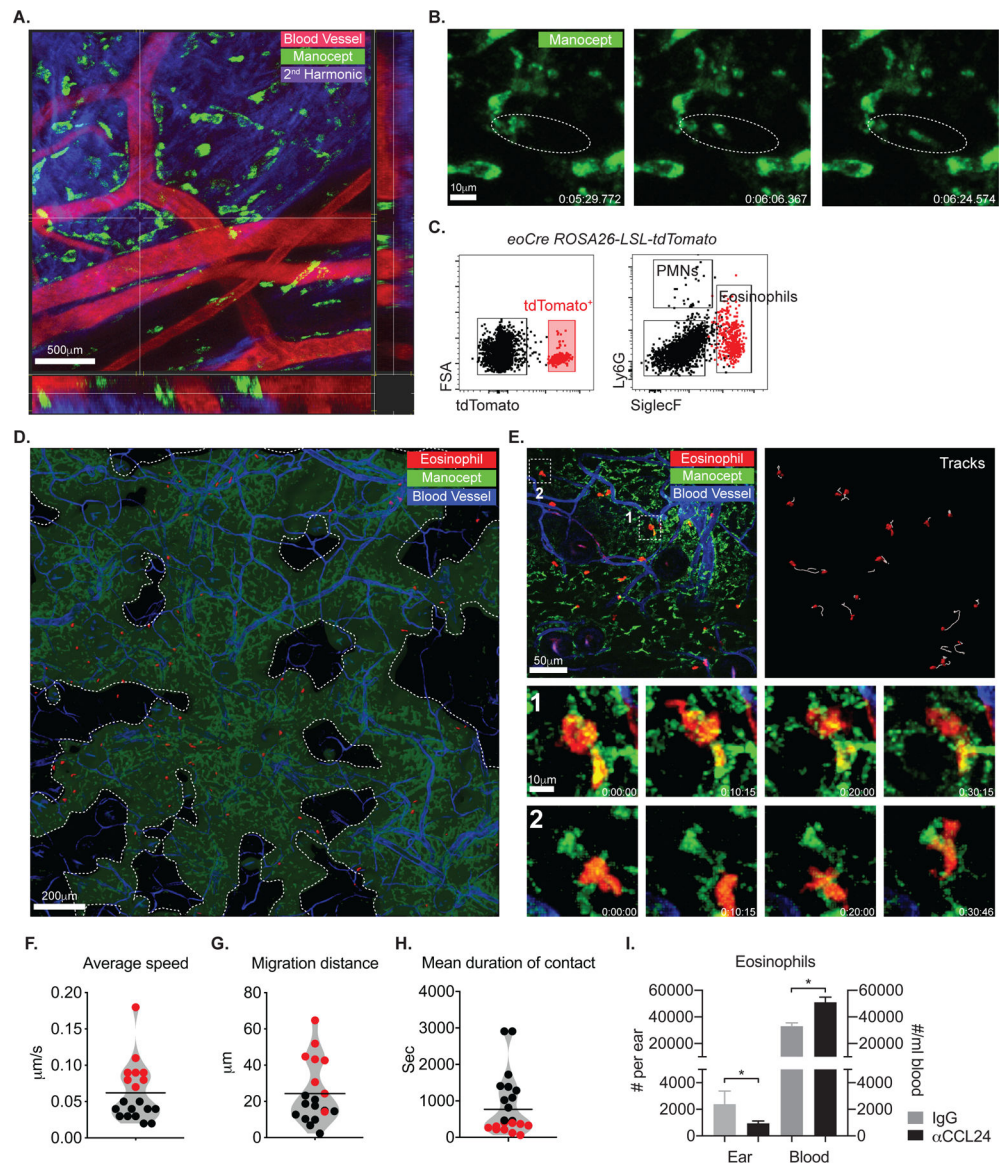 A.
Blood Vessel
Manocept
2nd Harmonic
500μm
B.
Manocept
10μm
0:05:29.772
0:06:06.367
0:06:24.574
C.
eoCre ROSA26-LSL-tdTomato
tdTomato+
FSA
tdTomato
PMNs
Eosinophils
Ly6G
SiglecF
D.
Eosinophil
Manocept
Blood Vessel
200μm
E.
Eosinophil
Manocept
Blood Vessel
2
1
50μm
Tracks
1
10μm
0:00:00
0:10:15
0:20:00
0:30:15
2
0:00:00
0:10:15
0:20:00
0:30:46
F.
Average speed
μm/s
0.20
0.15
0.10
0.05
0.00
G.
Migration distance
μm
80
60
40
20
0
H.
Mean duration of contact
Sec
4000
3000
2000
1000
0
I.
Eosinophils
# per ear
60000
40000
20000
4000
2000
0
*
*
60000
40000
20000
4000
2000
0
#/ml blood
Ear
Blood
IgG
αCCL24